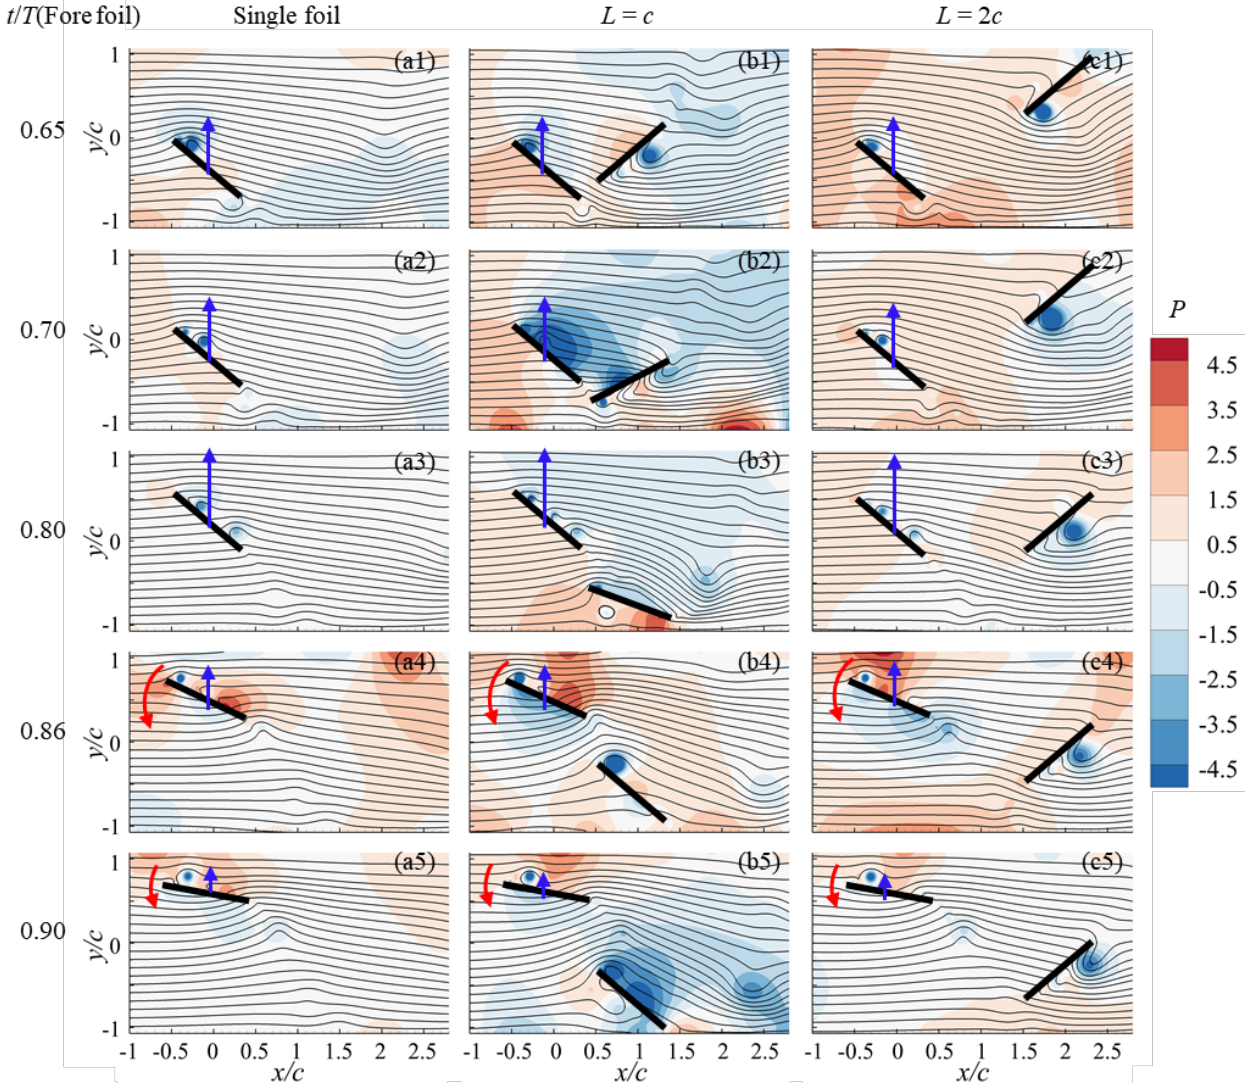 t/T(Fore foil) Single foil L = c L = 2c
0.65 y/c 1 0 -1 (a1) (b1) (c1)
0.70 y/c 1 0 -1 (a2) (b2) (c2)
0.80 y/c 1 0 -1 (a3) (b3) (c3)
0.86 y/c 1 0 -1 (a4) (b4) (c4)
0.90 y/c 1 0 -1 (a5) (b5) (c5)
-1 -0.5 0 0.5 1 1.5 2 2.5 -1 -0.5 0 0.5 1 1.5 2 2.5 -1 -0.5 0 0.5 1 1.5 2 2.5
x/c x/c x/c
P
4.5
3.5
2.5
1.5
0.5
-0.5
-1.5
-2.5
-3.5
-4.5